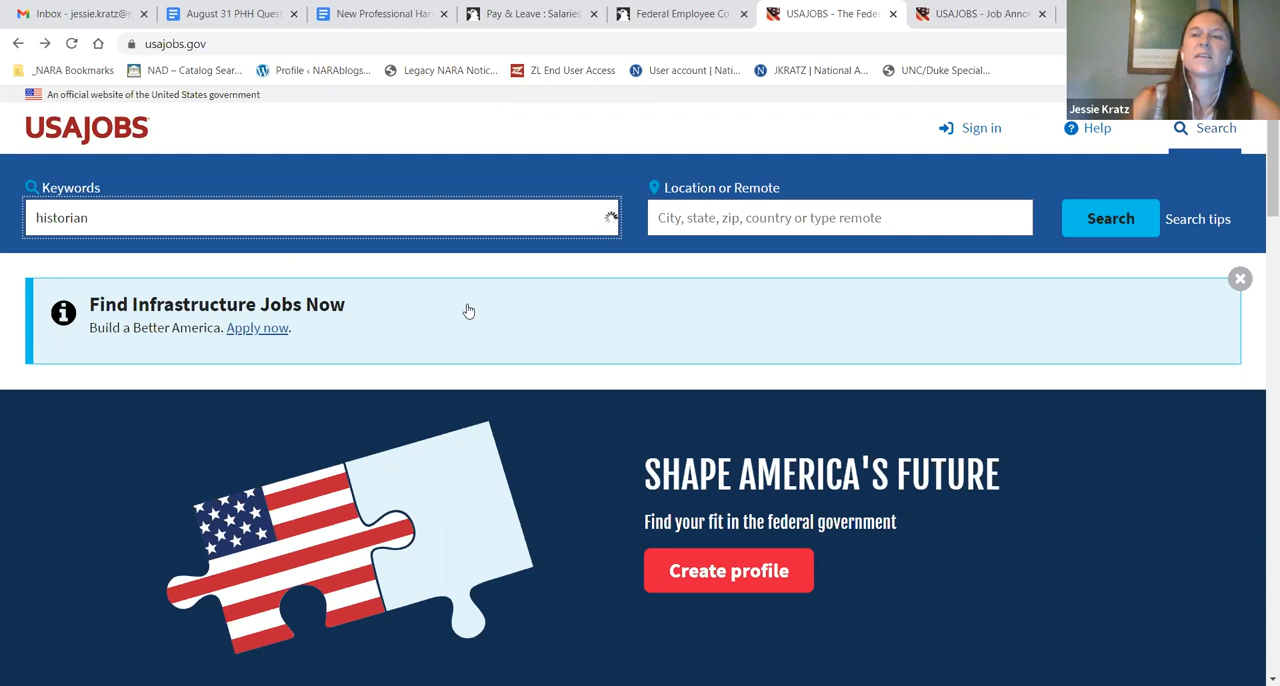 Inbox - jessie.kratz@n
August 31 PHH Quest
New Professional Han
Pay & Leave : Salaries
Federal Employee Co
USAJOBS - The Feder
USAJOBS - Job Anno
usajobs.gov
_NARA Bookmarks
NAD – Catalog Sear...
Profile ‹ NARAblogs...
Legacy NARA Notic...
ZL End User Access
User account | Nati...
JKRATZ | National A...
UNC/Duke Special...
Jessie Kratz
An official website of the United States government
USAJOBS
Sign in
Help
Search
Keywords
Location or Remote
historian
City, state, zip, country or type remote
Search
Search tips
Find Infrastructure Jobs Now
Build a Better America. Apply now.
SHAPE AMERICA'S FUTURE
Find your fit in the federal government
Create profile